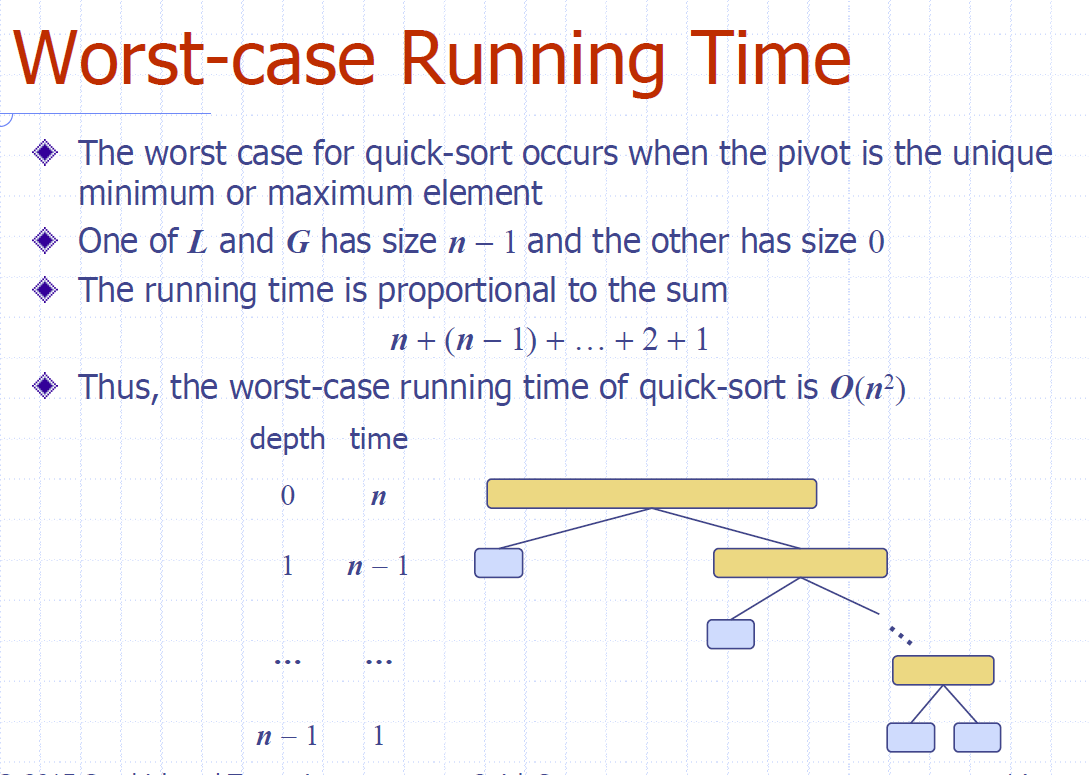 Worst-case Running Time
The worst case for quick-sort occurs when the pivot is the unique
minimum or maximum element
One of L and G has size n − 1 and the other has size 0
The running time is proportional to the sum
n + (n − 1) + … + 2 + 1
Thus, the worst-case running time of quick-sort is O(n²)
depth time
0 n
1 n − 1
… …
n − 1 1